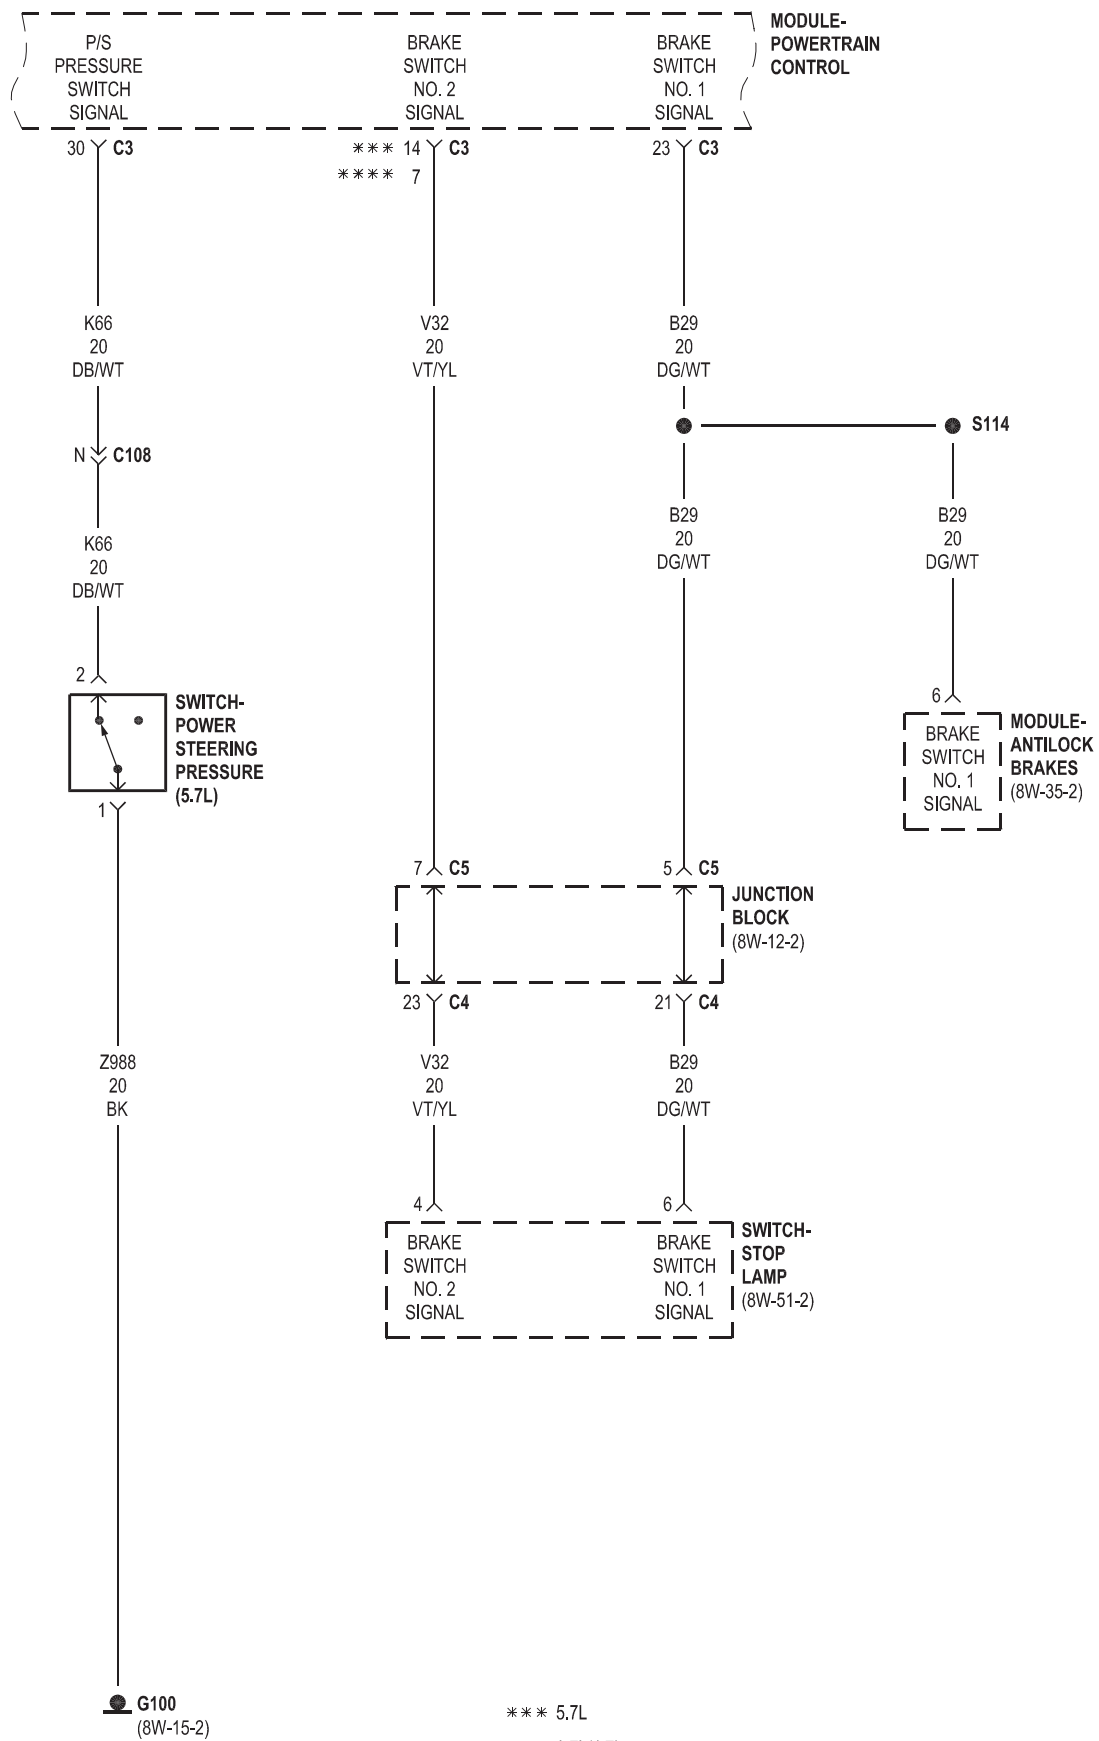 MODULE-
POWERTRAIN
CONTROL
P/S
PRESSURE
SWITCH
SIGNAL
BRAKE
SWITCH
NO. 2
SIGNAL
BRAKE
SWITCH
NO. 1
SIGNAL
30 C3
*** 14 C3
**** 7
23 C3
K66
20
DB/WT
V32
20
VT/YL
B29
20
DG/WT
S114
N C108
K66
20
DB/WT
B29
20
DG/WT
B29
20
DG/WT
2
SWITCH-
POWER
STEERING
PRESSURE
(5.7L)
1
6
BRAKE
SWITCH
NO. 1
SIGNAL
MODULE-
ANTILOCK
BRAKES
(8W-35-2)
7 C5
5 C5
JUNCTION
BLOCK
(8W-12-2)
23 C4
21 C4
Z988
20
BK
V32
20
VT/YL
B29
20
DG/WT
4
6
BRAKE
SWITCH
NO. 2
SIGNAL
BRAKE
SWITCH
NO. 1
SIGNAL
SWITCH-
STOP
LAMP
(8W-51-2)
G100
(8W-15-2)
*** 5.7L